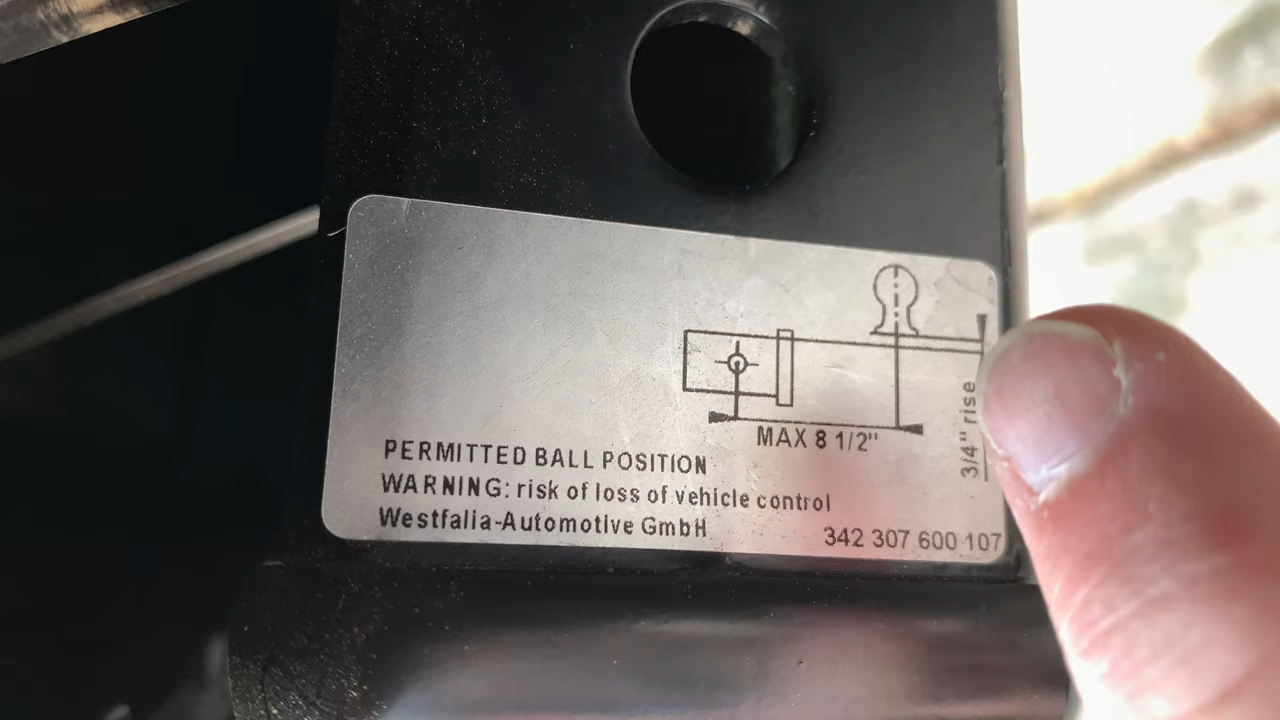 MAX 8 1/2"
3/4" rise
PERMITTED BALL POSITION
WARNING: risk of loss of vehicle control
Westfalia-Automotive GmbH
342 307 600 107